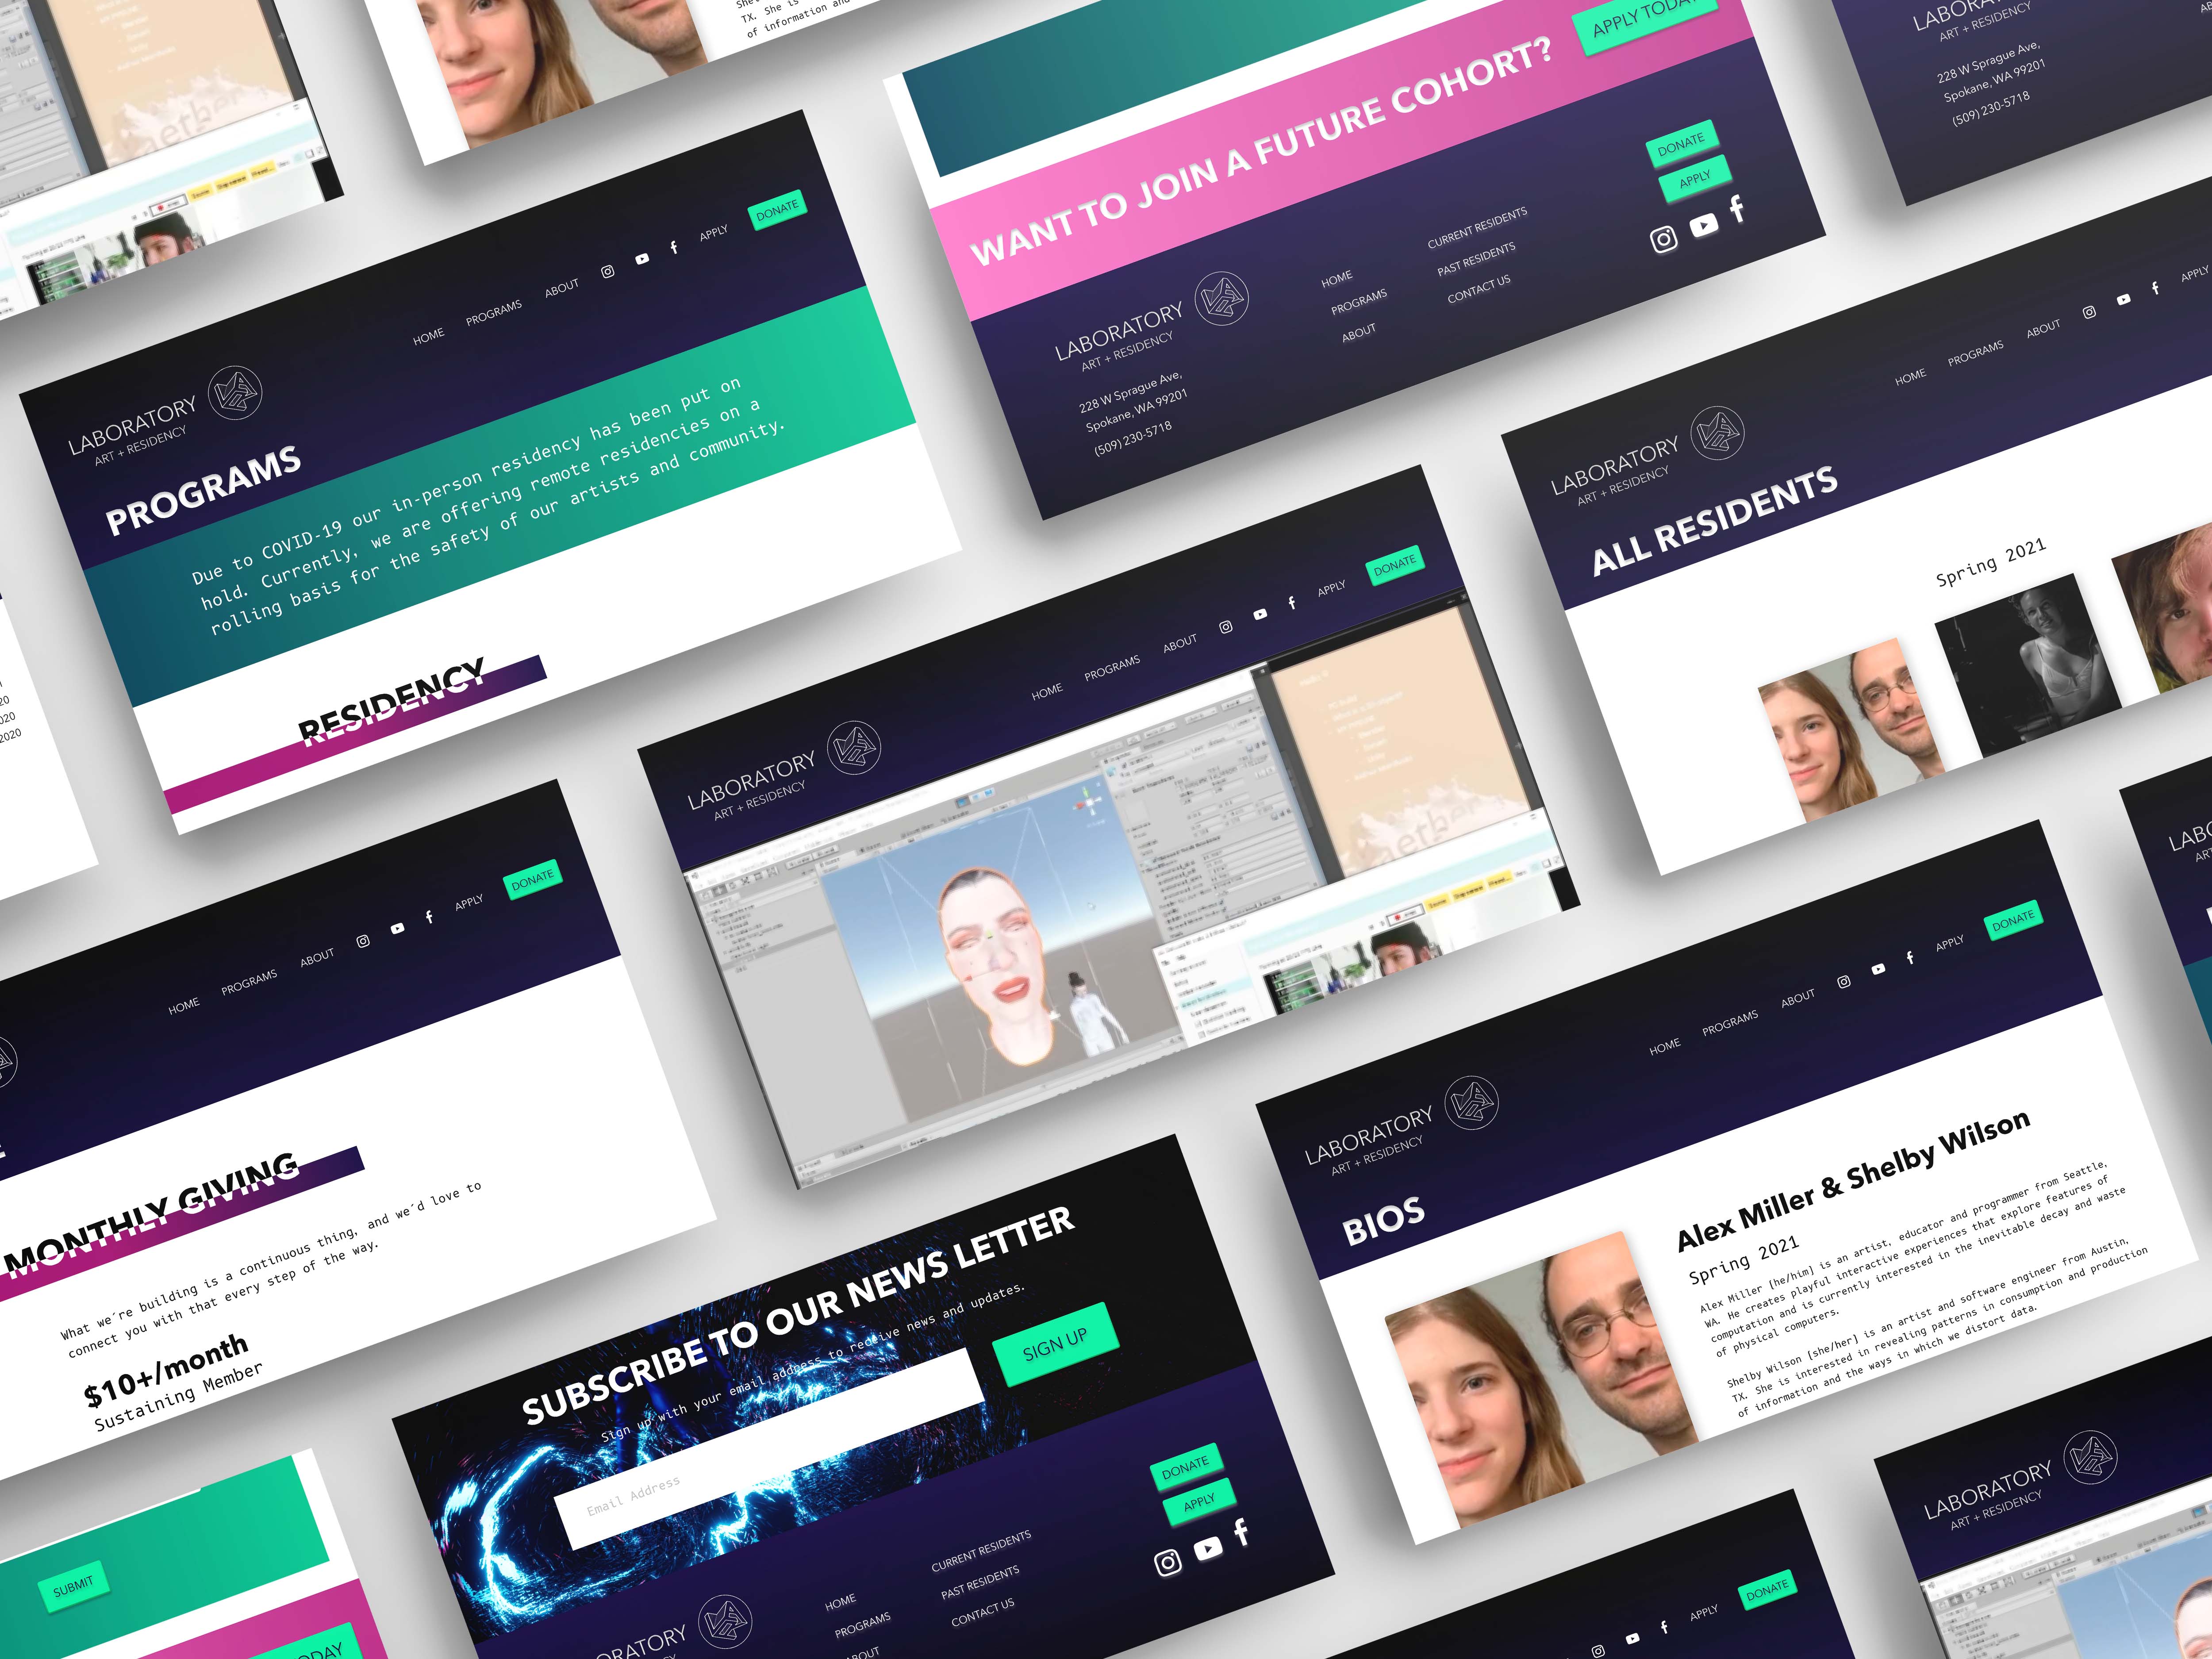 TX. She is
of information and
WANT TO JOIN A FUTURE COHORT?
APPLY TODAY
DONATE
APPLY
LABORATORY
ART + RESIDENCY
228 W Sprague Ave,
Spokane, WA 99201
(509) 230-5718
HOME
PROGRAMS
ABOUT
CURRENT RESIDENTS
PAST RESIDENTS
CONTACT US
ART + RESIDENCY
228 W Sprague Ave,
Spokane, WA 99201
(509) 230-5718
LABORATORY
ART + RESIDENCY
HOME
PROGRAMS
ABOUT
APPLY
DONATE
PROGRAMS
Due to COVID-19 our in-person residency has been put on
hold. Currently, we are offering remote residencies on a
rolling basis for the safety of our artists and community.
RESIDENCY
2020
2020
LABORATORY
ART + RESIDENCY
HOME
PROGRAMS
ABOUT
APPLY
DONATE
aether
LABORATORY
ART + RESIDENCY
HOME
PROGRAMS
ABOUT
APPLY
ALL RESIDENTS
Spring 2021
HOME
PROGRAMS
ABOUT
APPLY
DONATE
MONTHLY GIVING
What we're building is a continuous thing, and we'd love to
connect you with that every step of the way.
$10+/month
Sustaining Member
LABORATORY
ART + RESIDENCY
HOME
PROGRAMS
ABOUT
APPLY
DONATE
BIOS
Alex Miller & Shelby Wilson
Spring 2021
Alex Miller [he/him] is an artist, educator and programmer from Seattle,
WA. He creates playful interactive experiences that explore features of
computation and is currently interested in the inevitable decay and waste
of physical computers.
Shelby Wilson [she/her] is an artist and software engineer from Austin,
TX. She is interested in revealing patterns in consumption and production
of information and the ways in which we distort data.
SUBSCRIBE TO OUR NEWS LETTER
Sign up with your email address to receive news and updates.
Email Address
SIGN UP
DONATE
APPLY
LABORATORY
HOME
PROGRAMS
ABOUT
CURRENT RESIDENTS
PAST RESIDENTS
CONTACT US
SUBMIT
TODAY
APPLY
DONATE
LABORATORY
ART + RESIDENCY